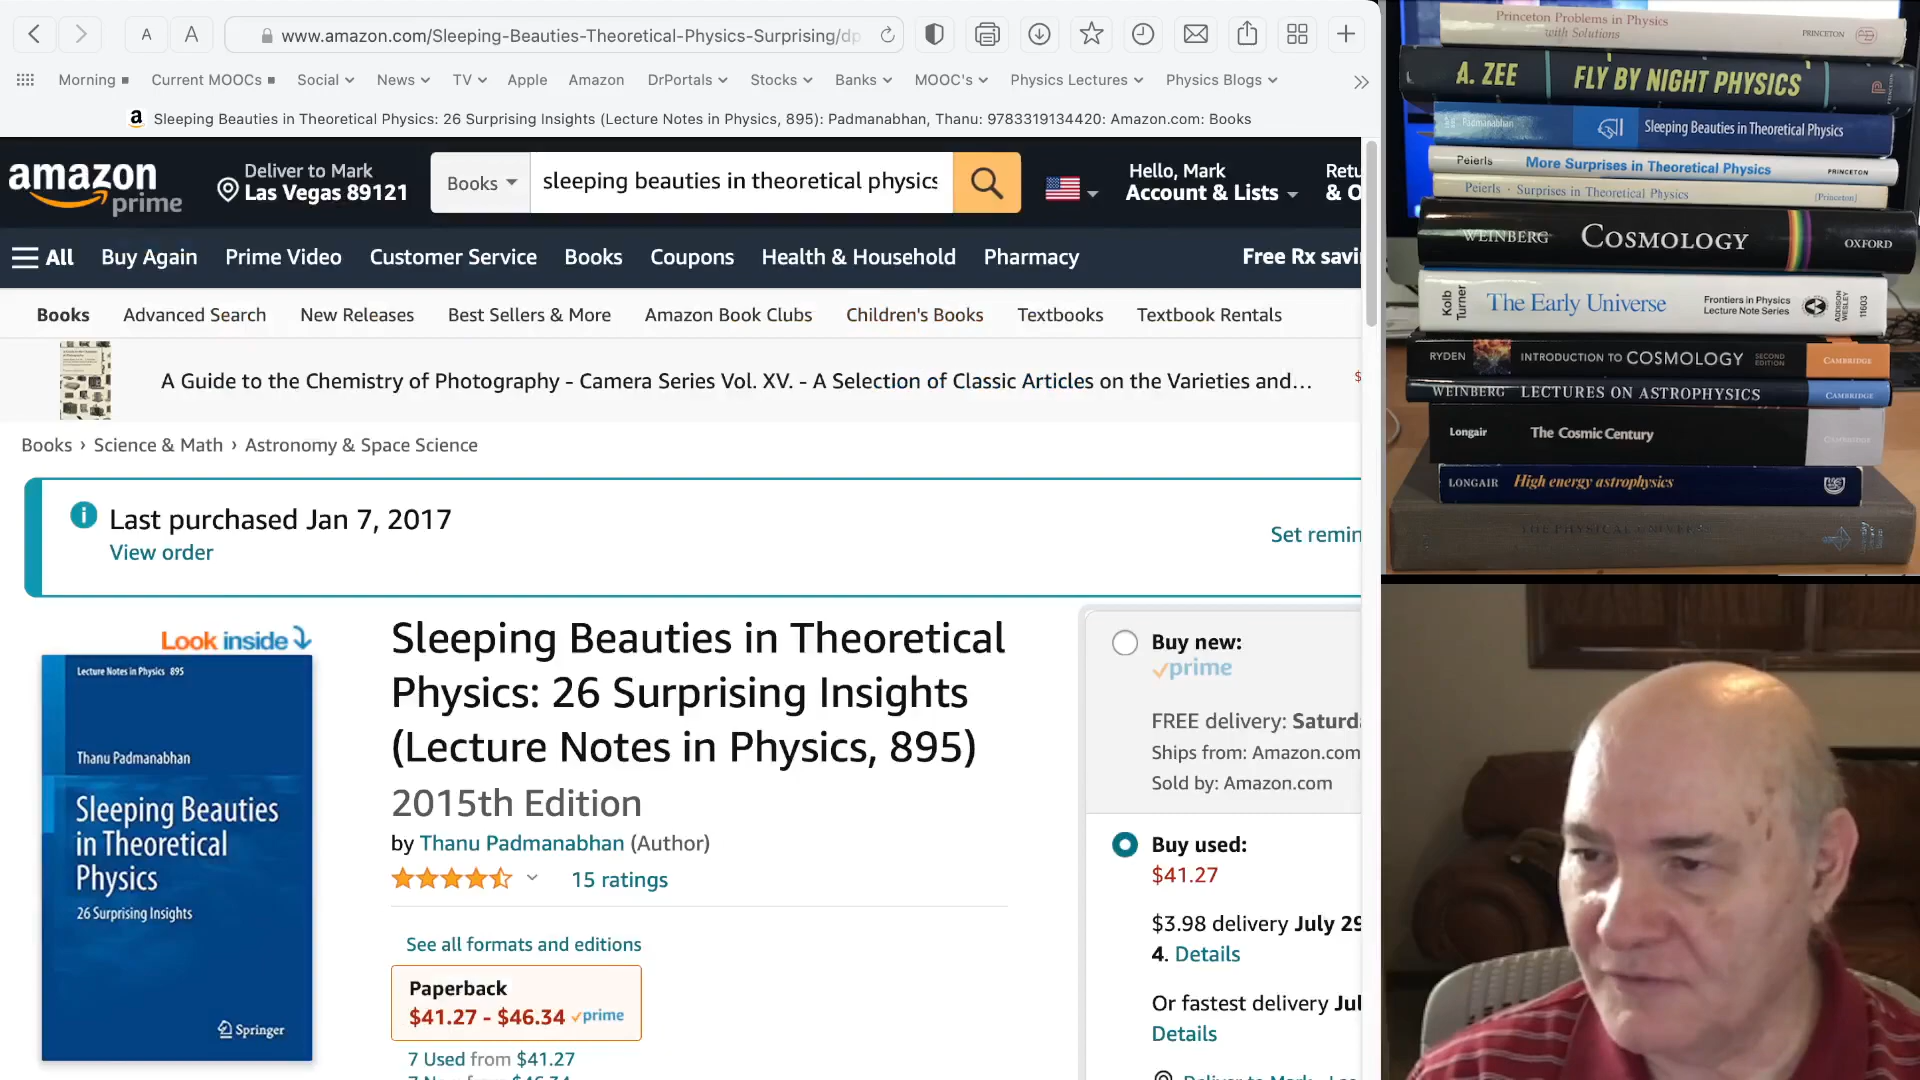 A
A
www.amazon.com/Sleeping-Beauties-Theoretical-Physics-Surprising/dp
Morning
Current MOOCs
Social
News
TV
Apple
Amazon
DrPortals
Stocks
Banks
MOOC's
Physics Lectures
Physics Blogs
a
Sleeping Beauties in Theoretical Physics: 26 Surprising Insights (Lecture Notes in Physics, 895): Padmanabhan, Thanu: 9783319134420: Amazon.com: Books
amazon
prime
Deliver to Mark
Las Vegas 89121
Books
sleeping beauties in theoretical physics
Hello, Mark
Account & Lists
Retu
& O
All
Buy Again
Prime Video
Customer Service
Books
Coupons
Health & Household
Pharmacy
Free Rx savi
Books
Advanced Search
New Releases
Best Sellers & More
Amazon Book Clubs
Children's Books
Textbooks
Textbook Rentals
A Guide to the Chemistry of Photography - Camera Series Vol. XV. - A Selection of Classic Articles on the Varieties and...
$
Books › Science & Math › Astronomy & Space Science
Last purchased Jan 7, 2017
View order
Set remin
Look inside
Lecture Notes in Physics 895
Thanu Padmanabhan
Sleeping Beauties
in Theoretical
Physics
26 Surprising Insights
Springer
Sleeping Beauties in Theoretical
Physics: 26 Surprising Insights
(Lecture Notes in Physics, 895)
2015th Edition
by Thanu Padmanabhan (Author)
15 ratings
See all formats and editions
Paperback
$41.27 - $46.34 prime
7 Used from $41.27
Buy new:
prime
FREE delivery: Saturda
Ships from: Amazon.com
Sold by: Amazon.com
Buy used:
$41.27
$3.98 delivery July 29
4. Details
Or fastest delivery Jul
Details
Princeton Problems in Physics
with Solutions
PRINCETON
A. ZEE
FLY BY NIGHT PHYSICS
Padmanabhan
Sleeping Beauties in Theoretical Physics
Peierls
More Surprises in Theoretical Physics
PRINCETON
Peierls · Surprises in Theoretical Physics
[Princeton]
WEINBERG
COSMOLOGY
OXFORD
Kolb
Turner
The Early Universe
Frontiers in Physics
Lecture Note Series
ADDISON
WESLEY
11603
RYDEN
INTRODUCTION TO COSMOLOGY
SECOND
EDITION
CAMBRIDGE
WEINBERG
LECTURES ON ASTROPHYSICS
CAMBRIDGE
Longair
The Cosmic Century
CAMBRIDGE
LONGAIR
High energy astrophysics
THE PHYSICAL UNIVERSE